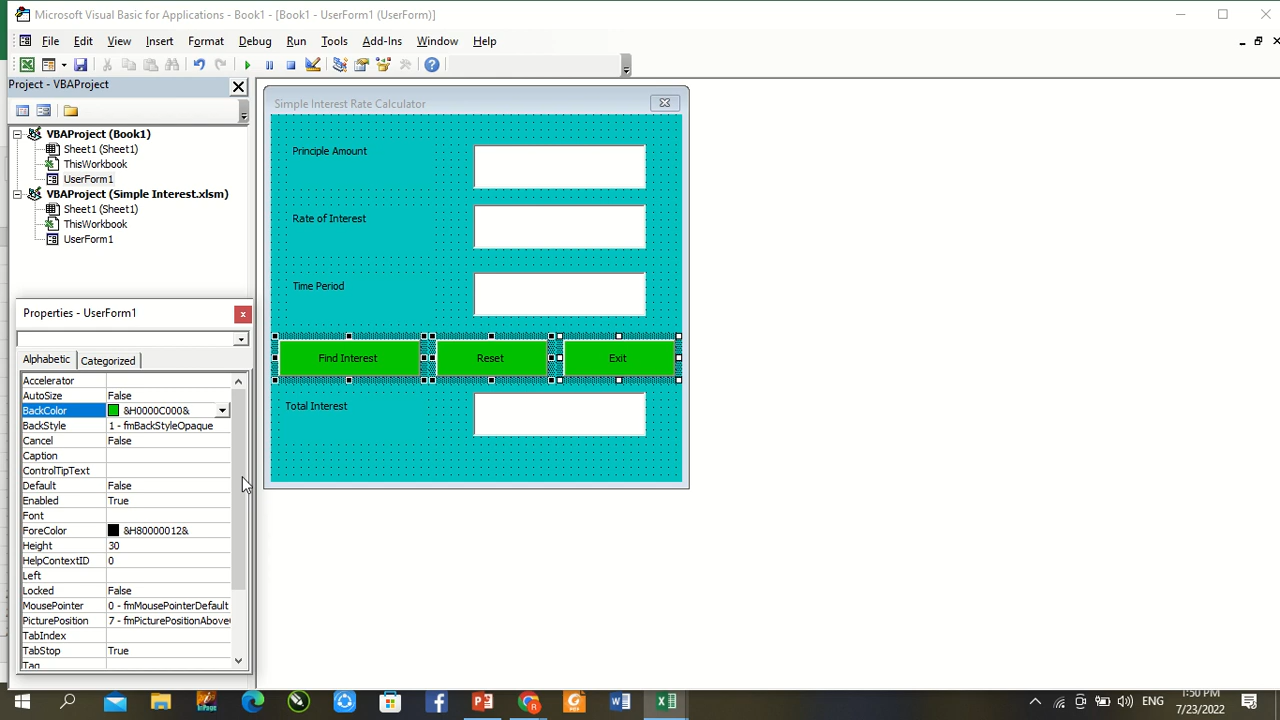 Microsoft Visual Basic for Applications - Book1 - [Book1 - UserForm1 (UserForm)]
File Edit View Insert Format Debug Run Tools Add-Ins Window Help
Project - VBAProject
VBAProject (Book1)
Sheet1 (Sheet1)
ThisWorkbook
UserForm1
VBAProject (Simple Interest.xlsm)
Sheet1 (Sheet1)
ThisWorkbook
UserForm1
Properties - UserForm1
Alphabetic Categorized
Accelerator
AutoSize False
BackColor &H0000C000&
BackStyle 1 - fmBackStyleOpaque
Cancel False
Caption
ControlTipText
Default False
Enabled True
Font
ForeColor &H80000012&
Height 30
HelpContextID 0
Left
Locked False
MousePointer 0 - fmMousePointerDefault
PicturePosition 7 - fmPicturePositionAbove
TabIndex
TabStop True
Tag
Simple Interest Rate Calculator
Principle Amount
Rate of Interest
Time Period
Find Interest Reset Exit
Total Interest
ENG
1:50 PM
7/23/2022